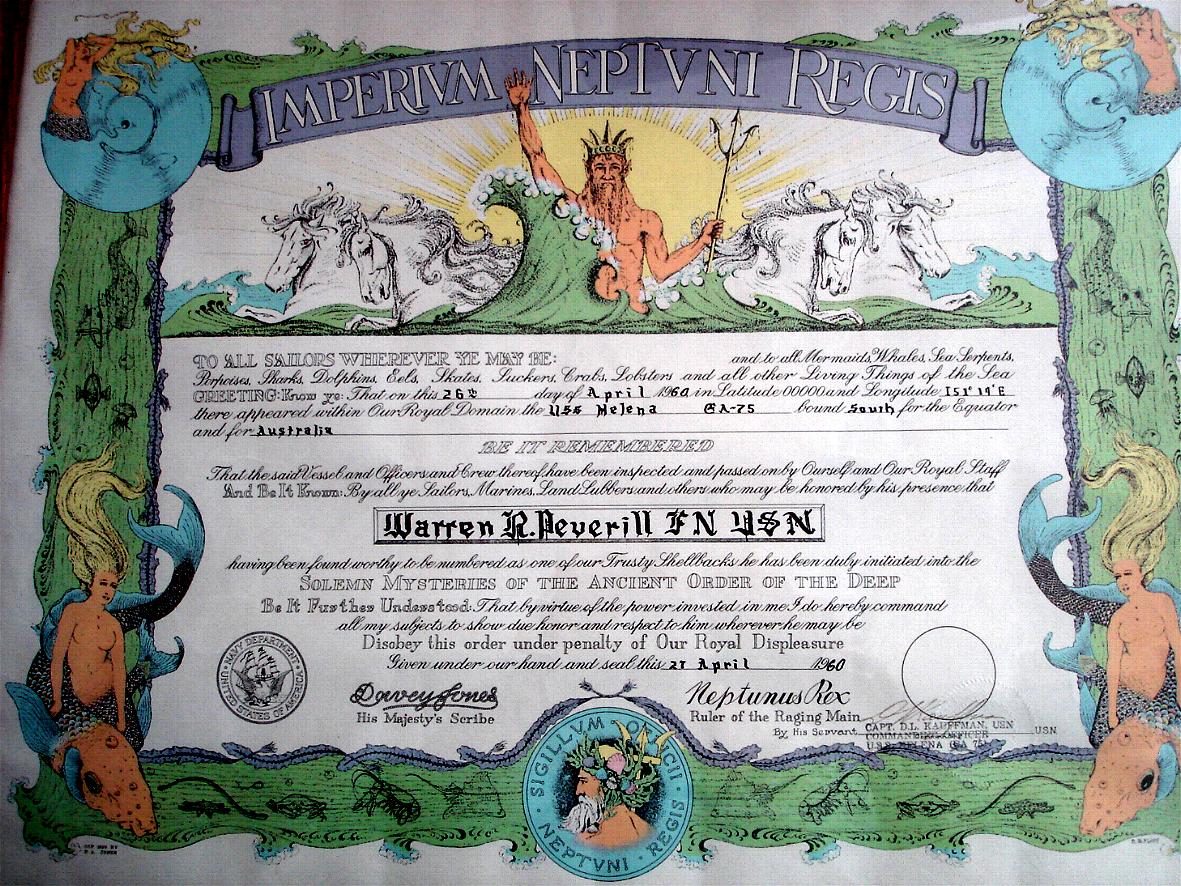 IMPERIVM NEPTVNI REGIS
TO ALL SAILORS WHEREVER YE MAY BE: and to all Mermaids, Whales, Sea Serpents,
Porpoises, Sharks, Dolphins, Eels, Skates, Suckers, Crabs, Lobsters and all other Living Things of the Sea
GREETING: Know ye: That on this 26th day of April 1960 in Latitude 00000 and Longitude 151° 14' E
there appeared within Our Royal Domain the USS Helena CA-75 bound South for the Equator
and for Australia
BE IT REMEMBERED
That the said Vessel and Officers and Crew thereof have been inspected and passed on by Ourself and Our Royal Staff
And Be It Known: By all ye Sailors, Marines, Land Lubbers and others who may be honored by his presence that
Warren R. Peverill FN USN
having been found worthy to be numbered as one of our Trusty Shellbacks he has been duly initiated into the
SOLEMN MYSTERIES OF THE ANCIENT ORDER OF THE DEEP
Be It Further Understood: That by virtue of the power invested in me I do hereby command
all my subjects to show due honor and respect to him wherever he may be
Disobey this order under penalty of Our Royal Displeasure
Given under our hand and seal this 27 April 1960
NAVY DEPARTMENT
UNITED STATES OF AMERICA
Davey Jones
His Majesty's Scribe
Neptunus Rex
Ruler of the Raging Main
By His Servant CAPT. D.L. KAUFFMAN, USN USN
COMMANDING OFFICER
USS HELENA (CA 75)
SIGILLVM OFFICII REGIS NEPTVNI